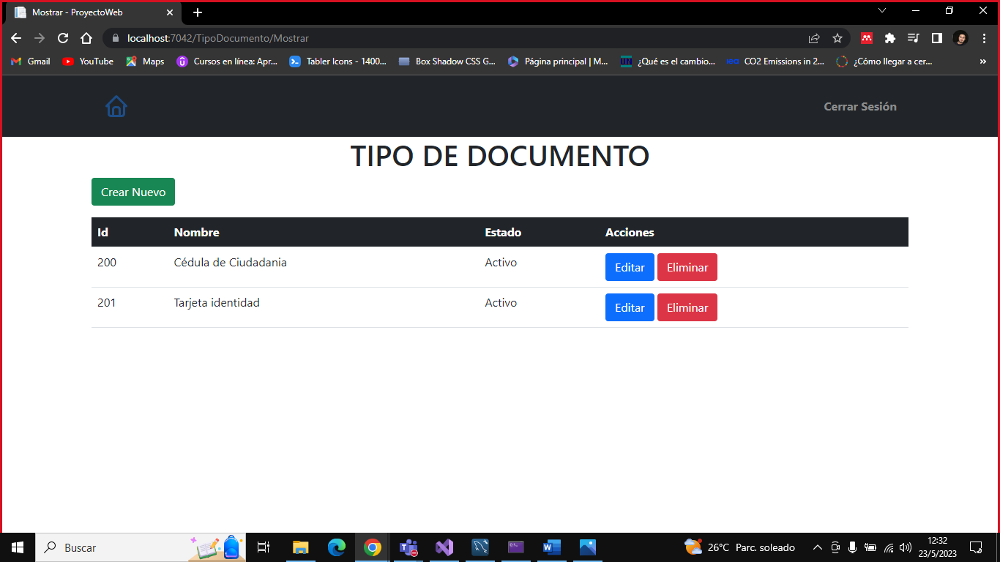 Mostrar - ProyectoWeb
localhost:7042/TipoDocumento/Mostrar
Gmail YouTube Maps Cursos en línea: Apr... Tabler Icons - 1400... Box Shadow CSS G... Página principal | M... UN ¿Qué es el cambio... CO2 Emissions in 2... ¿Cómo llegar a cer... »
Cerrar Sesión
TIPO DE DOCUMENTO
Crear Nuevo
Id Nombre Estado Acciones
200 Cédula de Ciudadania Activo Editar Eliminar
201 Tarjeta identidad Activo Editar Eliminar
Buscar 26°C Parc. soleado 12:32
23/5/2023